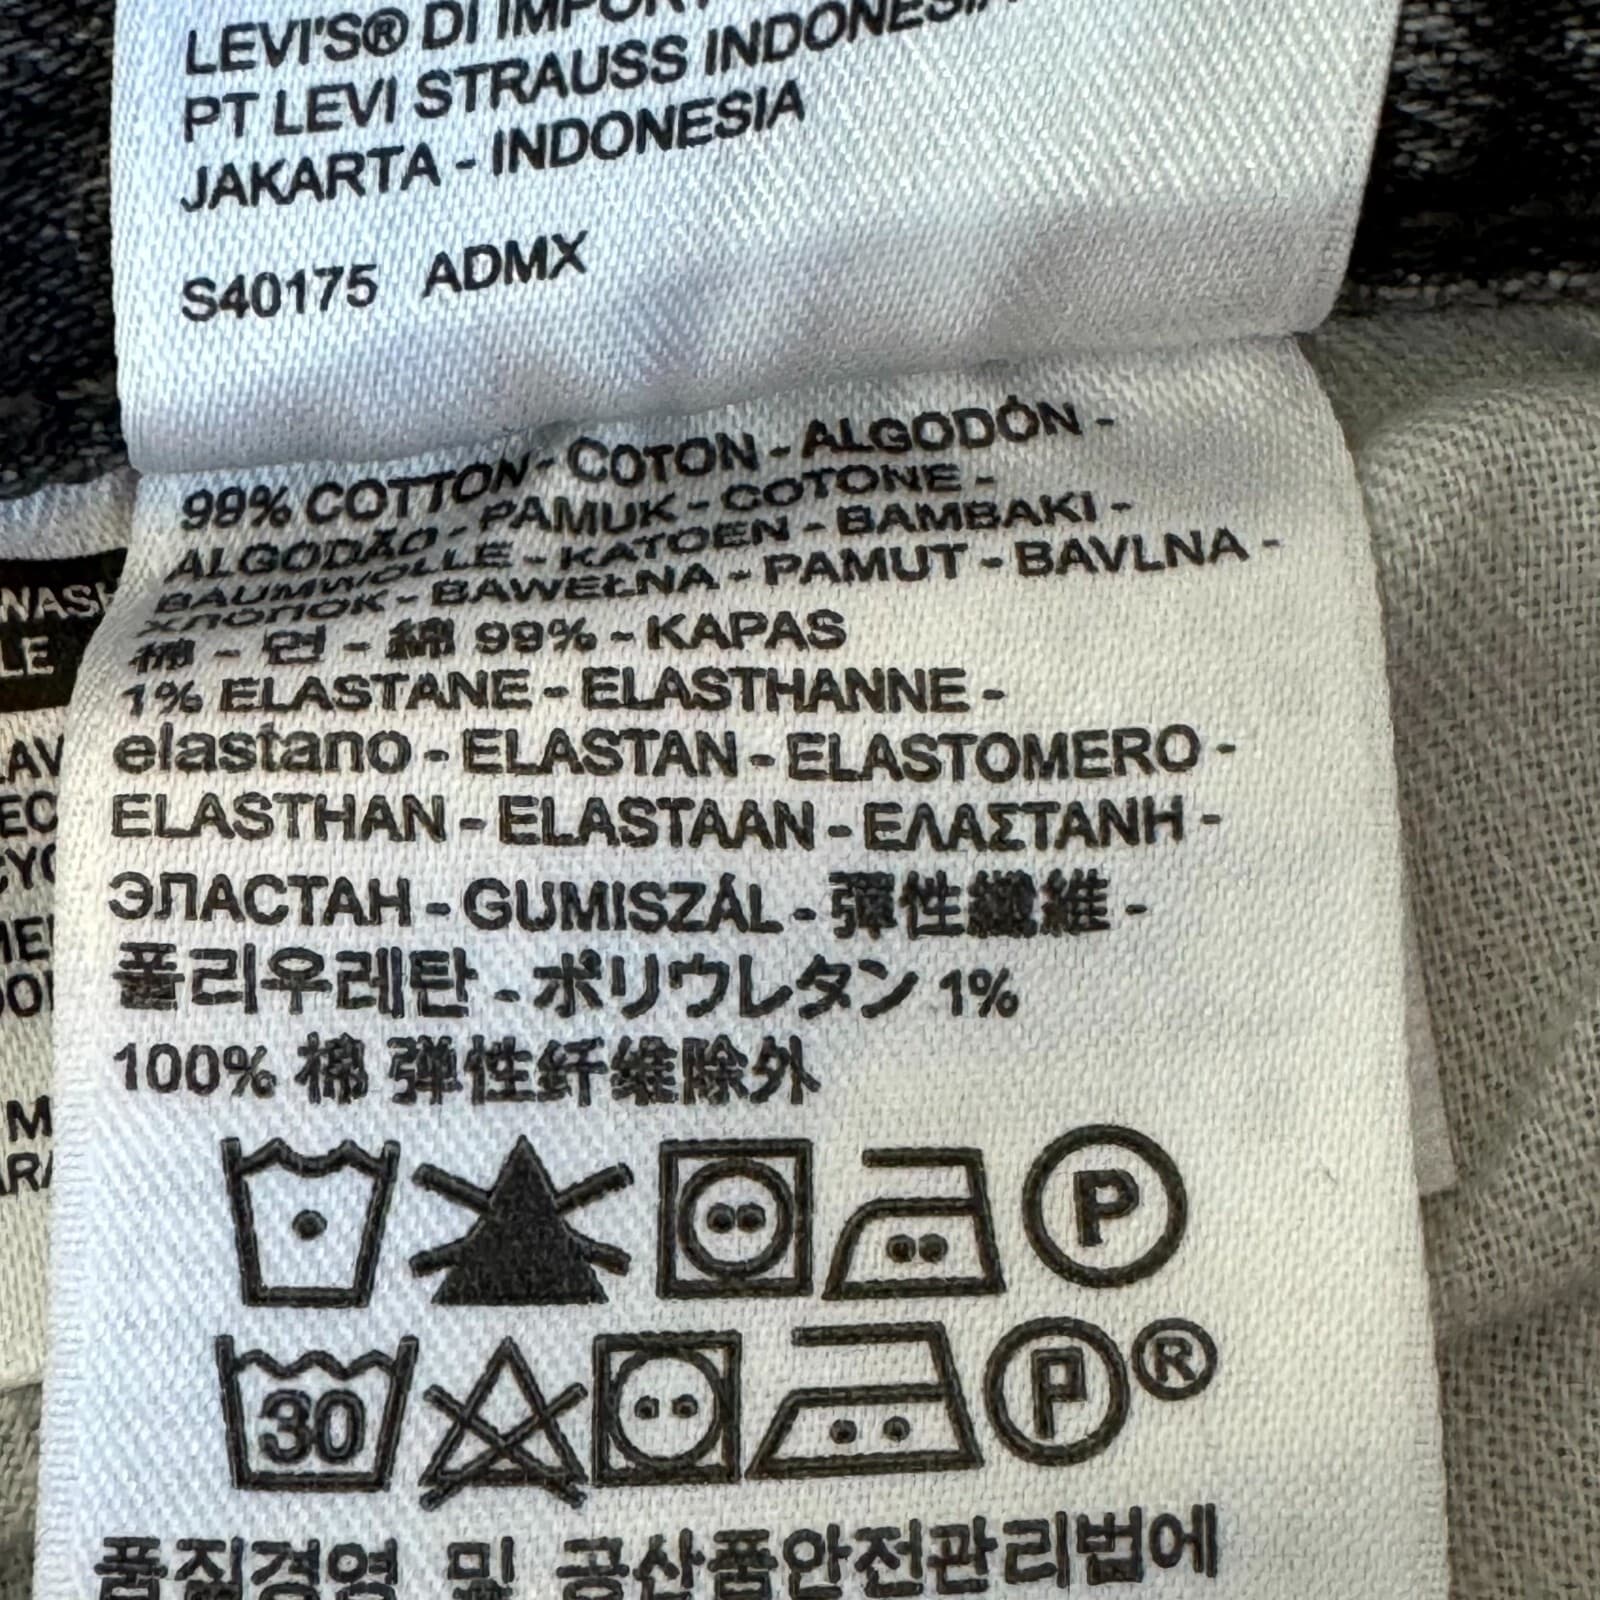 LEVI'S® DI IMPOR
PT LEVI STRAUSS INDONESIA
JAKARTA - INDONESIA
S40175 ADMX
99% COTTON - COTON - ALGODÓN -
ALGODÃO - PAMUK - COTONE -
BAUMWOLLE - KATOEN - BAMBAKI -
ХЛОПОК - BAWEŁNA - PAMUT - BAVLNA -
棉 - 면 - 綿 99% - KAPAS
1% ELASTANE - ELASTHANNE -
elastano - ELASTAN - ELASTOMERO -
ELASTHAN - ELASTAAN - ΕΛΑΣΤΑΝΗ -
ЭЛАСТАН - GUMISZÁL - 彈性纖維 -
폴리우레탄 - ポリウレタン 1%
100% 棉 弹性纤维除外
P
30 P ®
품질경영 및 공산품안전관리법에
WASH
LE